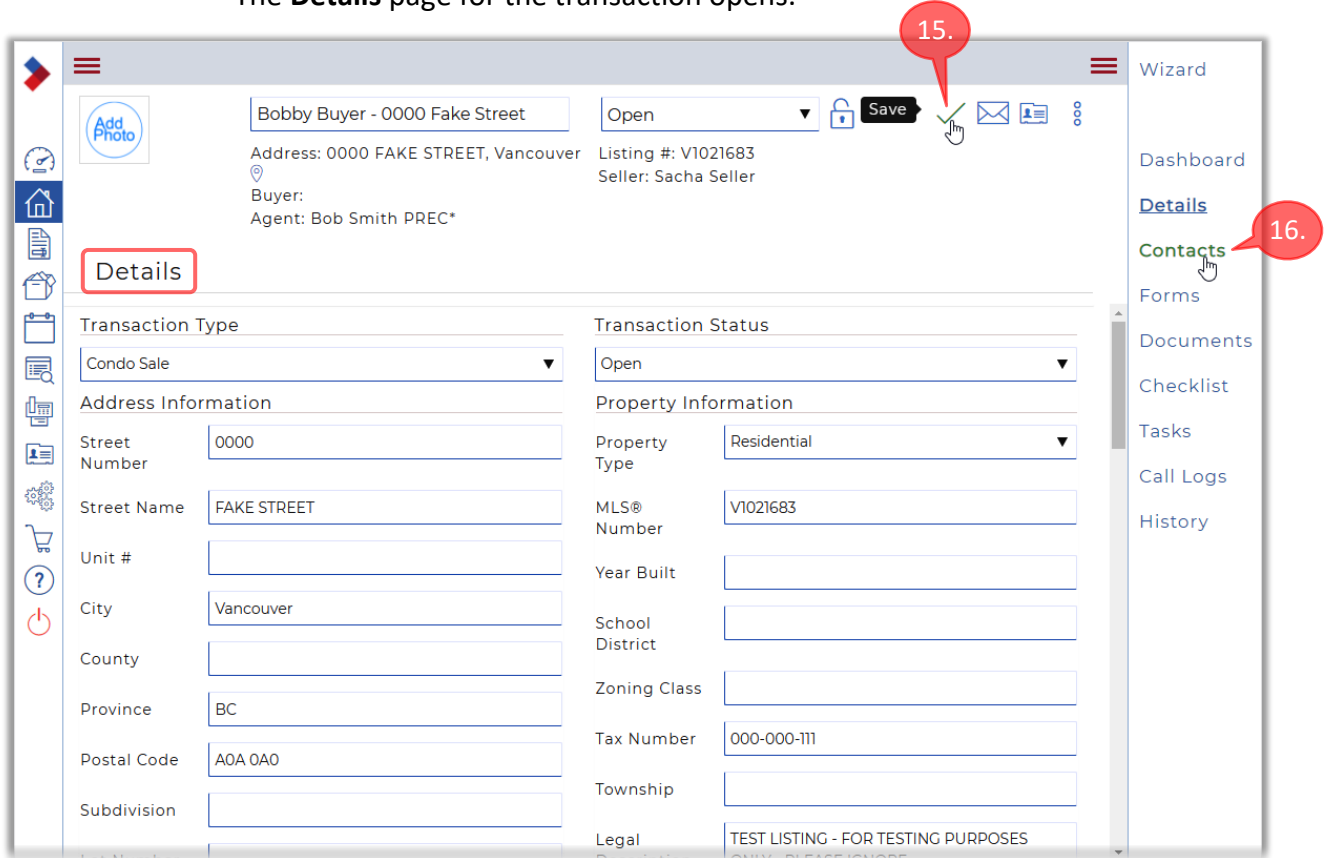 The Details page for the transaction opens.
15.
Wizard
Add
Photo
Bobby Buyer - 0000 Fake Street
Open
Save
Address: 0000 FAKE STREET, Vancouver
Listing #: V1021683
Seller: Sacha Seller
Buyer:
Agent: Bob Smith PREC*
Dashboard
Details
16.
Contacts
Forms
Documents
Checklist
Tasks
Call Logs
History
Details
Transaction Type
Condo Sale
Transaction Status
Open
Address Information
Street
Number
0000
Street Name
FAKE STREET
Unit #
City
Vancouver
County
Province
BC
Postal Code
A0A 0A0
Subdivision
Property Information
Property
Type
Residential
MLS®
Number
V1021683
Year Built
School
District
Zoning Class
Tax Number
000-000-111
Township
Legal
TEST LISTING - FOR TESTING PURPOSES